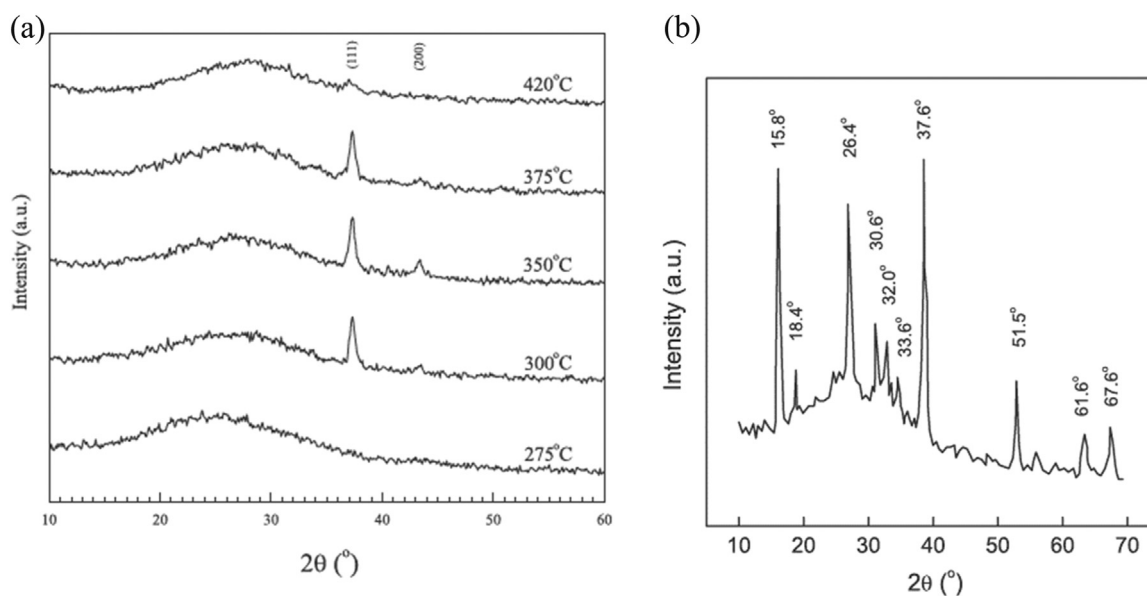 (a)
(111)
(200)
420°C
375°C
350°C
300°C
275°C
Intensity (a.u.)
10
20
30
40
50
60
2θ (°)
(b)
15.8°
18.4°
26.4°
30.6°
32.0°
33.6°
37.6°
51.5°
61.6°
67.6°
Intensity (a.u.)
10
20
30
40
50
60
70
2θ (°)